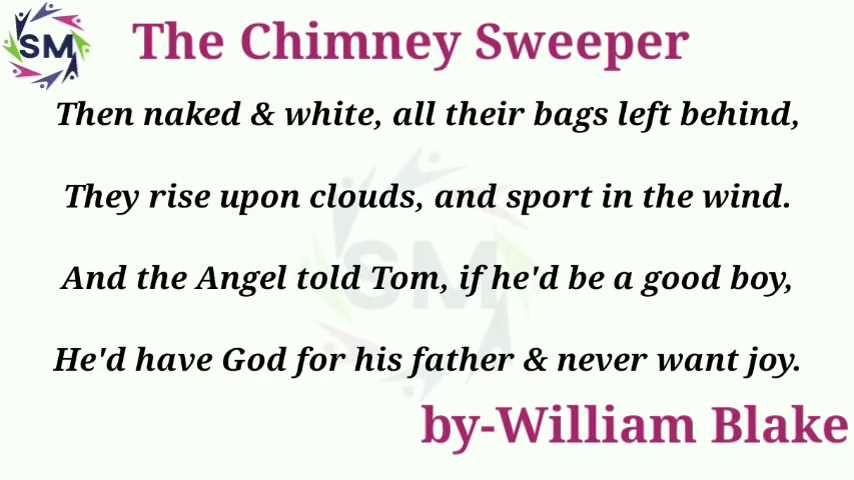 SM
The Chimney Sweeper
Then naked & white, all their bags left behind,
They rise upon clouds, and sport in the wind.
SM
And the Angel told Tom, if he'd be a good boy,
He'd have God for his father & never want joy.
by-William Blake